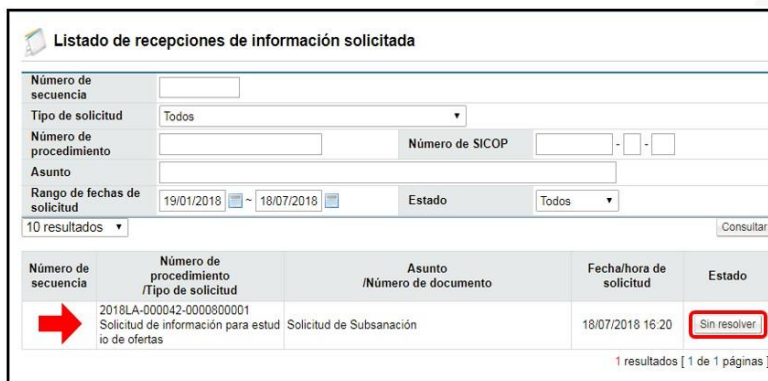 Listado de recepciones de información solicitada
Número de
secuencia
Tipo de solicitud Todos
Número de
procedimiento Número de SICOP - -
Asunto
Rango de fechas de
solicitud 19/01/2018 ~ 18/07/2018 Estado Todos
10 resultados Consultar
Número de
secuencia
Número de
procedimiento
/Tipo de solicitud
Asunto
/Número de documento
Fecha/hora de
solicitud
Estado
2018LA-000042-0000800001
Solicitud de información para estud
io de ofertas
Solicitud de Subsanación
18/07/2018 16:20
Sin resolver
1 resultados [ 1 de 1 páginas ]